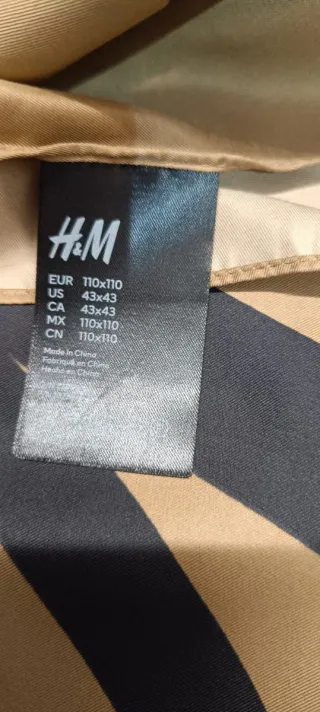 H&M
EUR 110x110
US 43x43
CA 43x43
MX 110x110
CN 110x110
Made in China
Fabriqué en Chine
Hecho en China